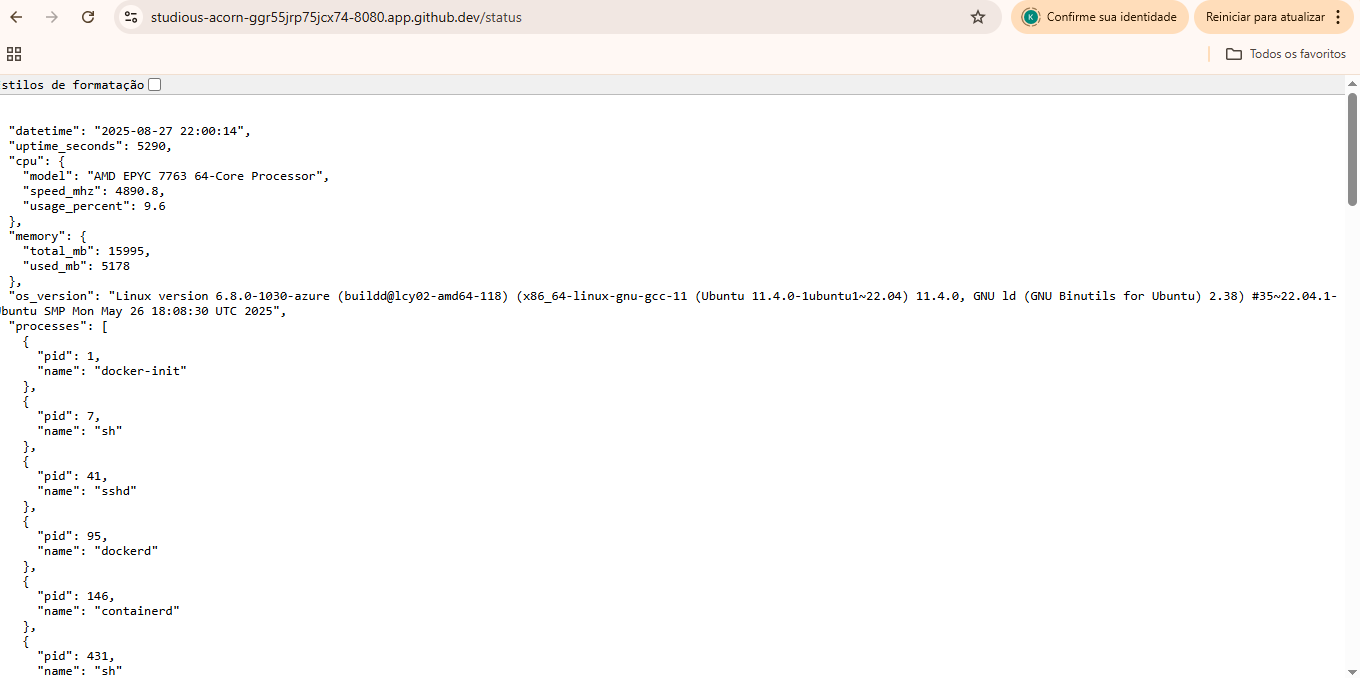 studious-acorn-ggr55jrp75jcx74-8080.app.github.dev/status
K
Confirme sua identidade
Reiniciar para atualizar
Todos os favoritos
stilos de formatação
"datetime": "2025-08-27 22:00:14",
"uptime_seconds": 5290,
"cpu": {
"model": "AMD EPYC 7763 64-Core Processor",
"speed_mhz": 4890.8,
"usage_percent": 9.6
},
"memory": {
"total_mb": 15995,
"used_mb": 5178
},
"os_version": "Linux version 6.8.0-1030-azure (buildd@lcy02-amd64-118) (x86_64-linux-gnu-gcc-11 (Ubuntu 11.4.0-1ubuntu1~22.04) 11.4.0, GNU ld (GNU Binutils for Ubuntu) 2.38) #35~22.04.1-
buntu SMP Mon May 26 18:08:30 UTC 2025",
"processes": [
{
"pid": 1,
"name": "docker-init"
},
{
"pid": 7,
"name": "sh"
},
{
"pid": 41,
"name": "sshd"
},
{
"pid": 95,
"name": "dockerd"
},
{
"pid": 146,
"name": "containerd"
},
{
"pid": 431,
"name": "sh"